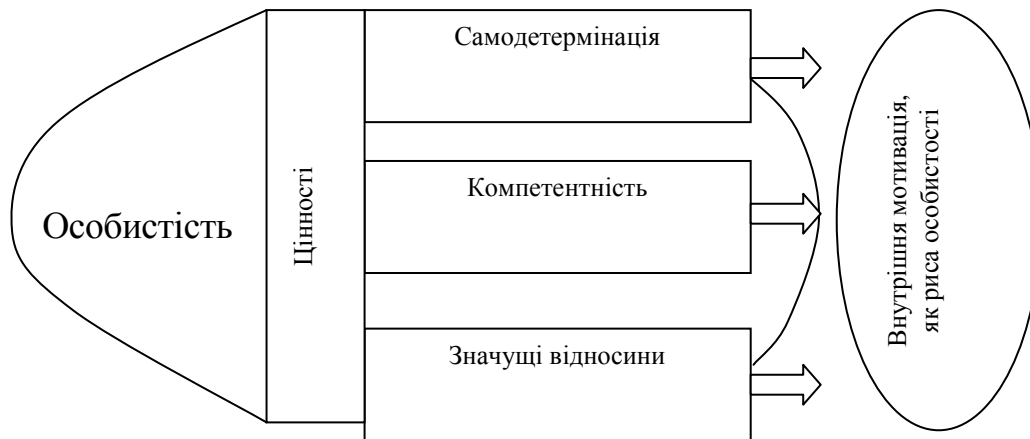 Особистість
Цінності
Самодетермінація
Компетентність
Значущі відносини
Внутрішня мотивація,
як риса особистості